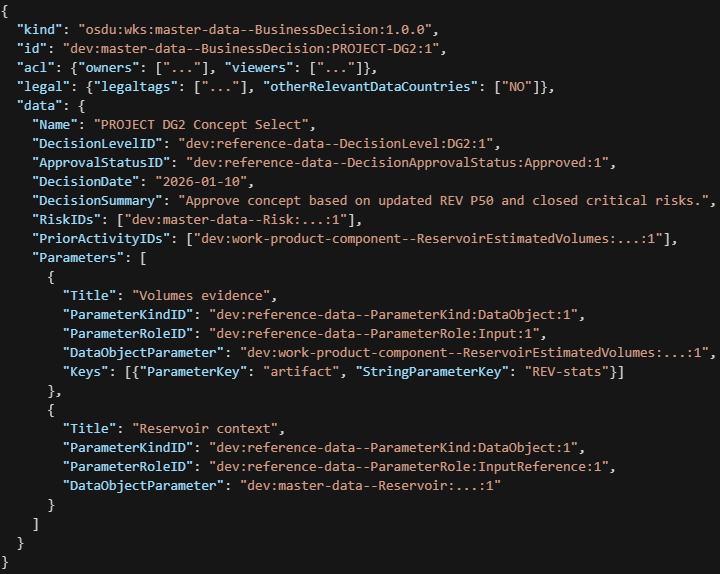 {
  "kind": "osdu:wks:master-data--BusinessDecision:1.0.0",
  "id": "dev:master-data--BusinessDecision:PROJECT-DG2:1",
  "acl": {"owners": ["..."], "viewers": ["..."]},
  "legal": {"legaltags": ["..."], "otherRelevantDataCountries": ["NO"]},
  "data": {
    "Name": "PROJECT DG2 Concept Select",
    "DecisionLevelID": "dev:reference-data--DecisionLevel:DG2:1",
    "ApprovalStatusID": "dev:reference-data--DecisionApprovalStatus:Approved:1",
    "DecisionDate": "2026-01-10",
    "DecisionSummary": "Approve concept based on updated REV P50 and closed critical risks.",
    "RiskIDs": ["dev:master-data--Risk:...:1"],
    "PriorActivityIDs": ["dev:work-product-component--ReservoirEstimatedVolumes:...:1"],
    "Parameters": [
      {
        "Title": "Volumes evidence",
        "ParameterKindID": "dev:reference-data--ParameterKind:DataObject:1",
        "ParameterRoleID": "dev:reference-data--ParameterRole:Input:1",
        "DataObjectParameter": "dev:work-product-component--ReservoirEstimatedVolumes:...:1",
        "Keys": [{"ParameterKey": "artifact", "StringParameterKey": "REV-stats"}]
      },
      {
        "Title": "Reservoir context",
        "ParameterKindID": "dev:reference-data--ParameterKind:DataObject:1",
        "ParameterRoleID": "dev:reference-data--ParameterRole:InputReference:1",
        "DataObjectParameter": "dev:master-data--Reservoir:...:1"
      }
    ]
  }
}